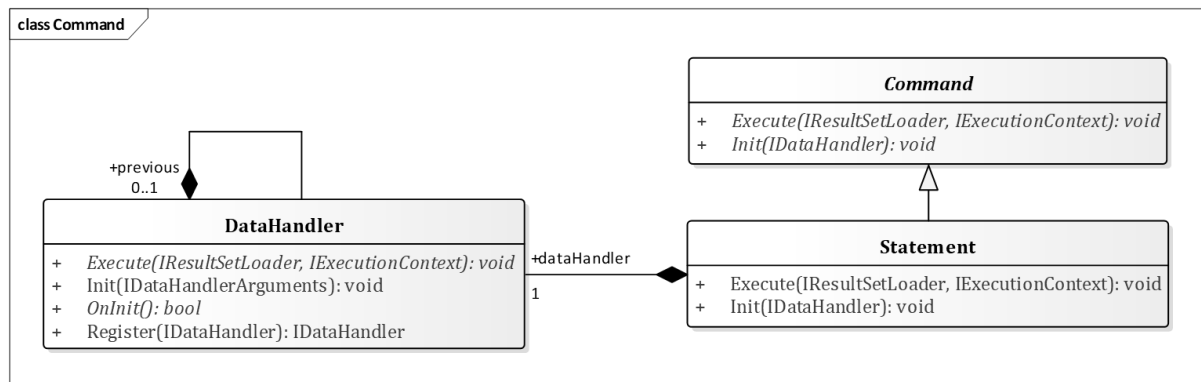 class Command
Command
+ Execute(IResultSetLoader, IExecutionContext): void
+ Init(IDataHandler): void
+previous
0..1
DataHandler
+ Execute(IResultSetLoader, IExecutionContext): void
+ Init(IDataHandlerArguments): void
+ OnInit(): bool
+ Register(IDataHandler): IDataHandler
+dataHandler
1
Statement
+ Execute(IResultSetLoader, IExecutionContext): void
+ Init(IDataHandler): void